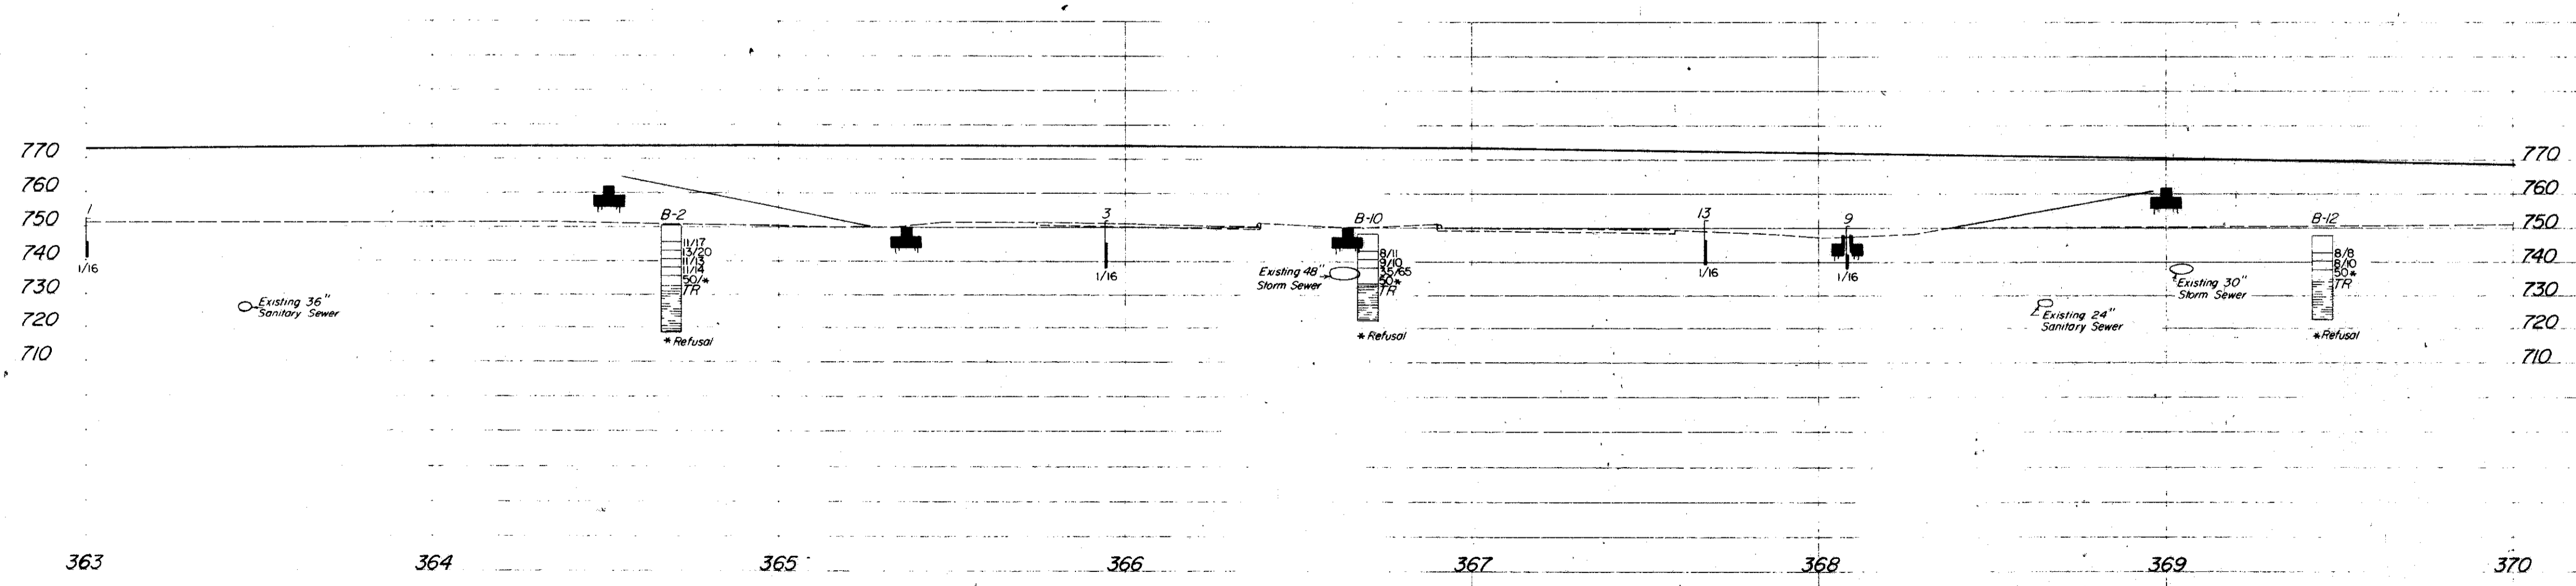 770
770
760
760
1
B-2
3
B-10
13
9
B-12
750
750
740
11/17
13/20
11/13
11/14
50/*
TR
8/11
9/10
35/65
50*
TR
8/8
8/10
50*
TR
740
1/16
1/16
1/16
1/16
Existing 48"
Storm Sewer
Existing 30"
Storm Sewer
730
730
Existing 36"
Sanitary Sewer
Existing 24"
Sanitary Sewer
720
720
* Refusal
* Refusal
* Refusal
710
710
363
364
365
366
367
368
369
370